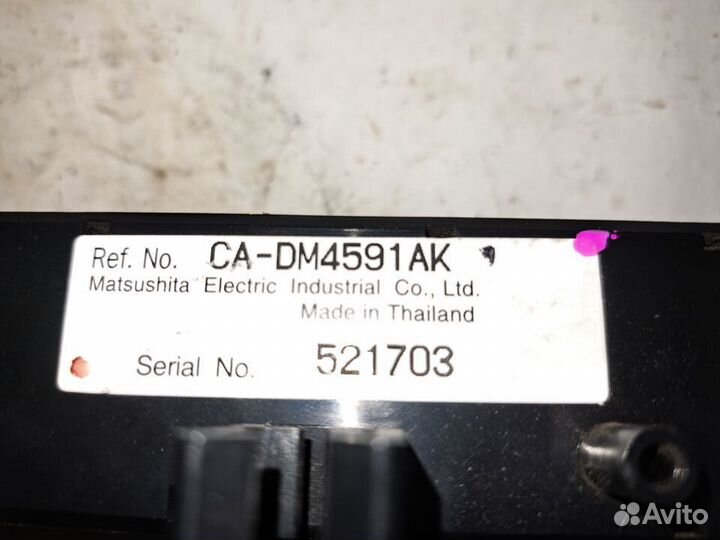 Ref. No. CA-DM4591AK
Matsushita Electric Industrial Co., Ltd.
Made in Thailand
Serial No. 521703
Avito